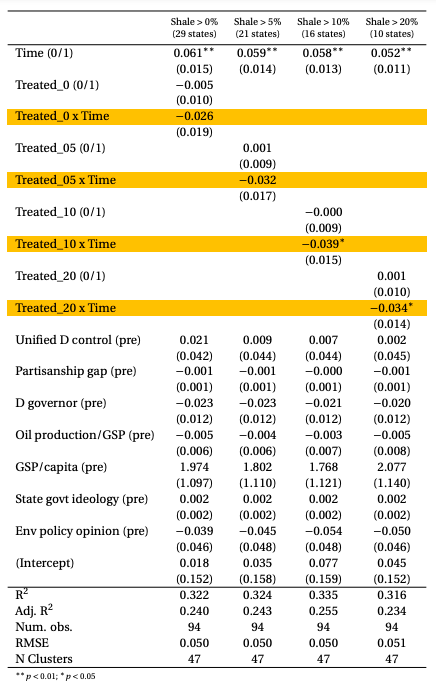 Shale > 0% Shale > 5% Shale > 10% Shale > 20%
(29 states) (21 states) (16 states) (10 states)
Time (0/1) 0.061** 0.059** 0.058** 0.052**
(0.015) (0.014) (0.013) (0.011)
Treated_0 (0/1) −0.005
(0.010)
Treated_0 x Time −0.026
(0.019)
Treated_05 (0/1) 0.001
(0.009)
Treated_05 x Time −0.032
(0.017)
Treated_10 (0/1) −0.000
(0.009)
Treated_10 x Time −0.039*
(0.015)
Treated_20 (0/1) 0.001
(0.010)
Treated_20 x Time −0.034*
(0.014)
Unified D control (pre) 0.021 0.009 0.007 0.002
(0.042) (0.044) (0.044) (0.045)
Partisanship gap (pre) −0.001 −0.001 −0.000 −0.001
(0.001) (0.001) (0.001) (0.001)
D governor (pre) −0.023 −0.023 −0.021 −0.020
(0.012) (0.012) (0.012) (0.012)
Oil production/GSP (pre) −0.005 −0.004 −0.003 −0.005
(0.006) (0.006) (0.007) (0.008)
GSP/capita (pre) 1.974 1.802 1.768 2.077
(1.097) (1.110) (1.121) (1.140)
State govt ideology (pre) 0.002 0.002 0.002 0.002
(0.002) (0.002) (0.002) (0.002)
Env policy opinion (pre) −0.039 −0.045 −0.054 −0.050
(0.046) (0.048) (0.048) (0.046)
(Intercept) 0.018 0.035 0.077 0.045
(0.152) (0.158) (0.159) (0.152)
R² 0.322 0.324 0.335 0.316
Adj. R² 0.240 0.243 0.255 0.234
Num. obs. 94 94 94 94
RMSE 0.050 0.050 0.050 0.051
N Clusters 47 47 47 47
**p < 0.01; *p < 0.05